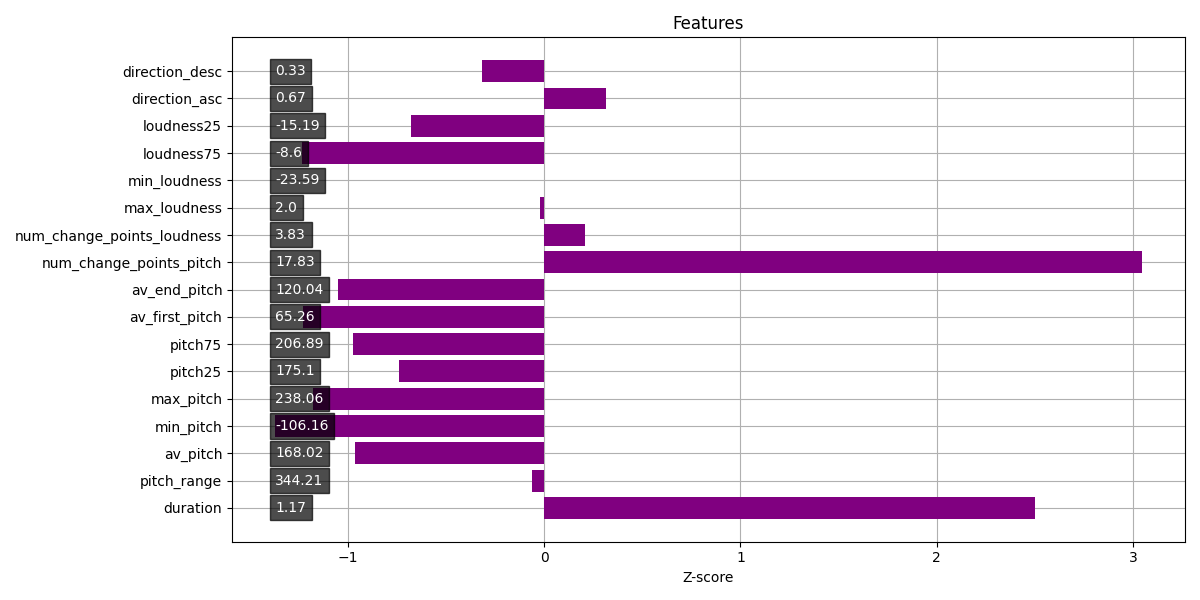 Features
direction_desc 0.33
direction_asc 0.67
loudness25 -15.19
loudness75 -8.6
min_loudness -23.59
max_loudness 2.0
num_change_points_loudness 3.83
num_change_points_pitch 17.83
av_end_pitch 120.04
av_first_pitch 65.26
pitch75 206.89
pitch25 175.1
max_pitch 238.06
min_pitch -106.16
av_pitch 168.02
pitch_range 344.21
duration 1.17
−1 0 1 2 3
Z-score